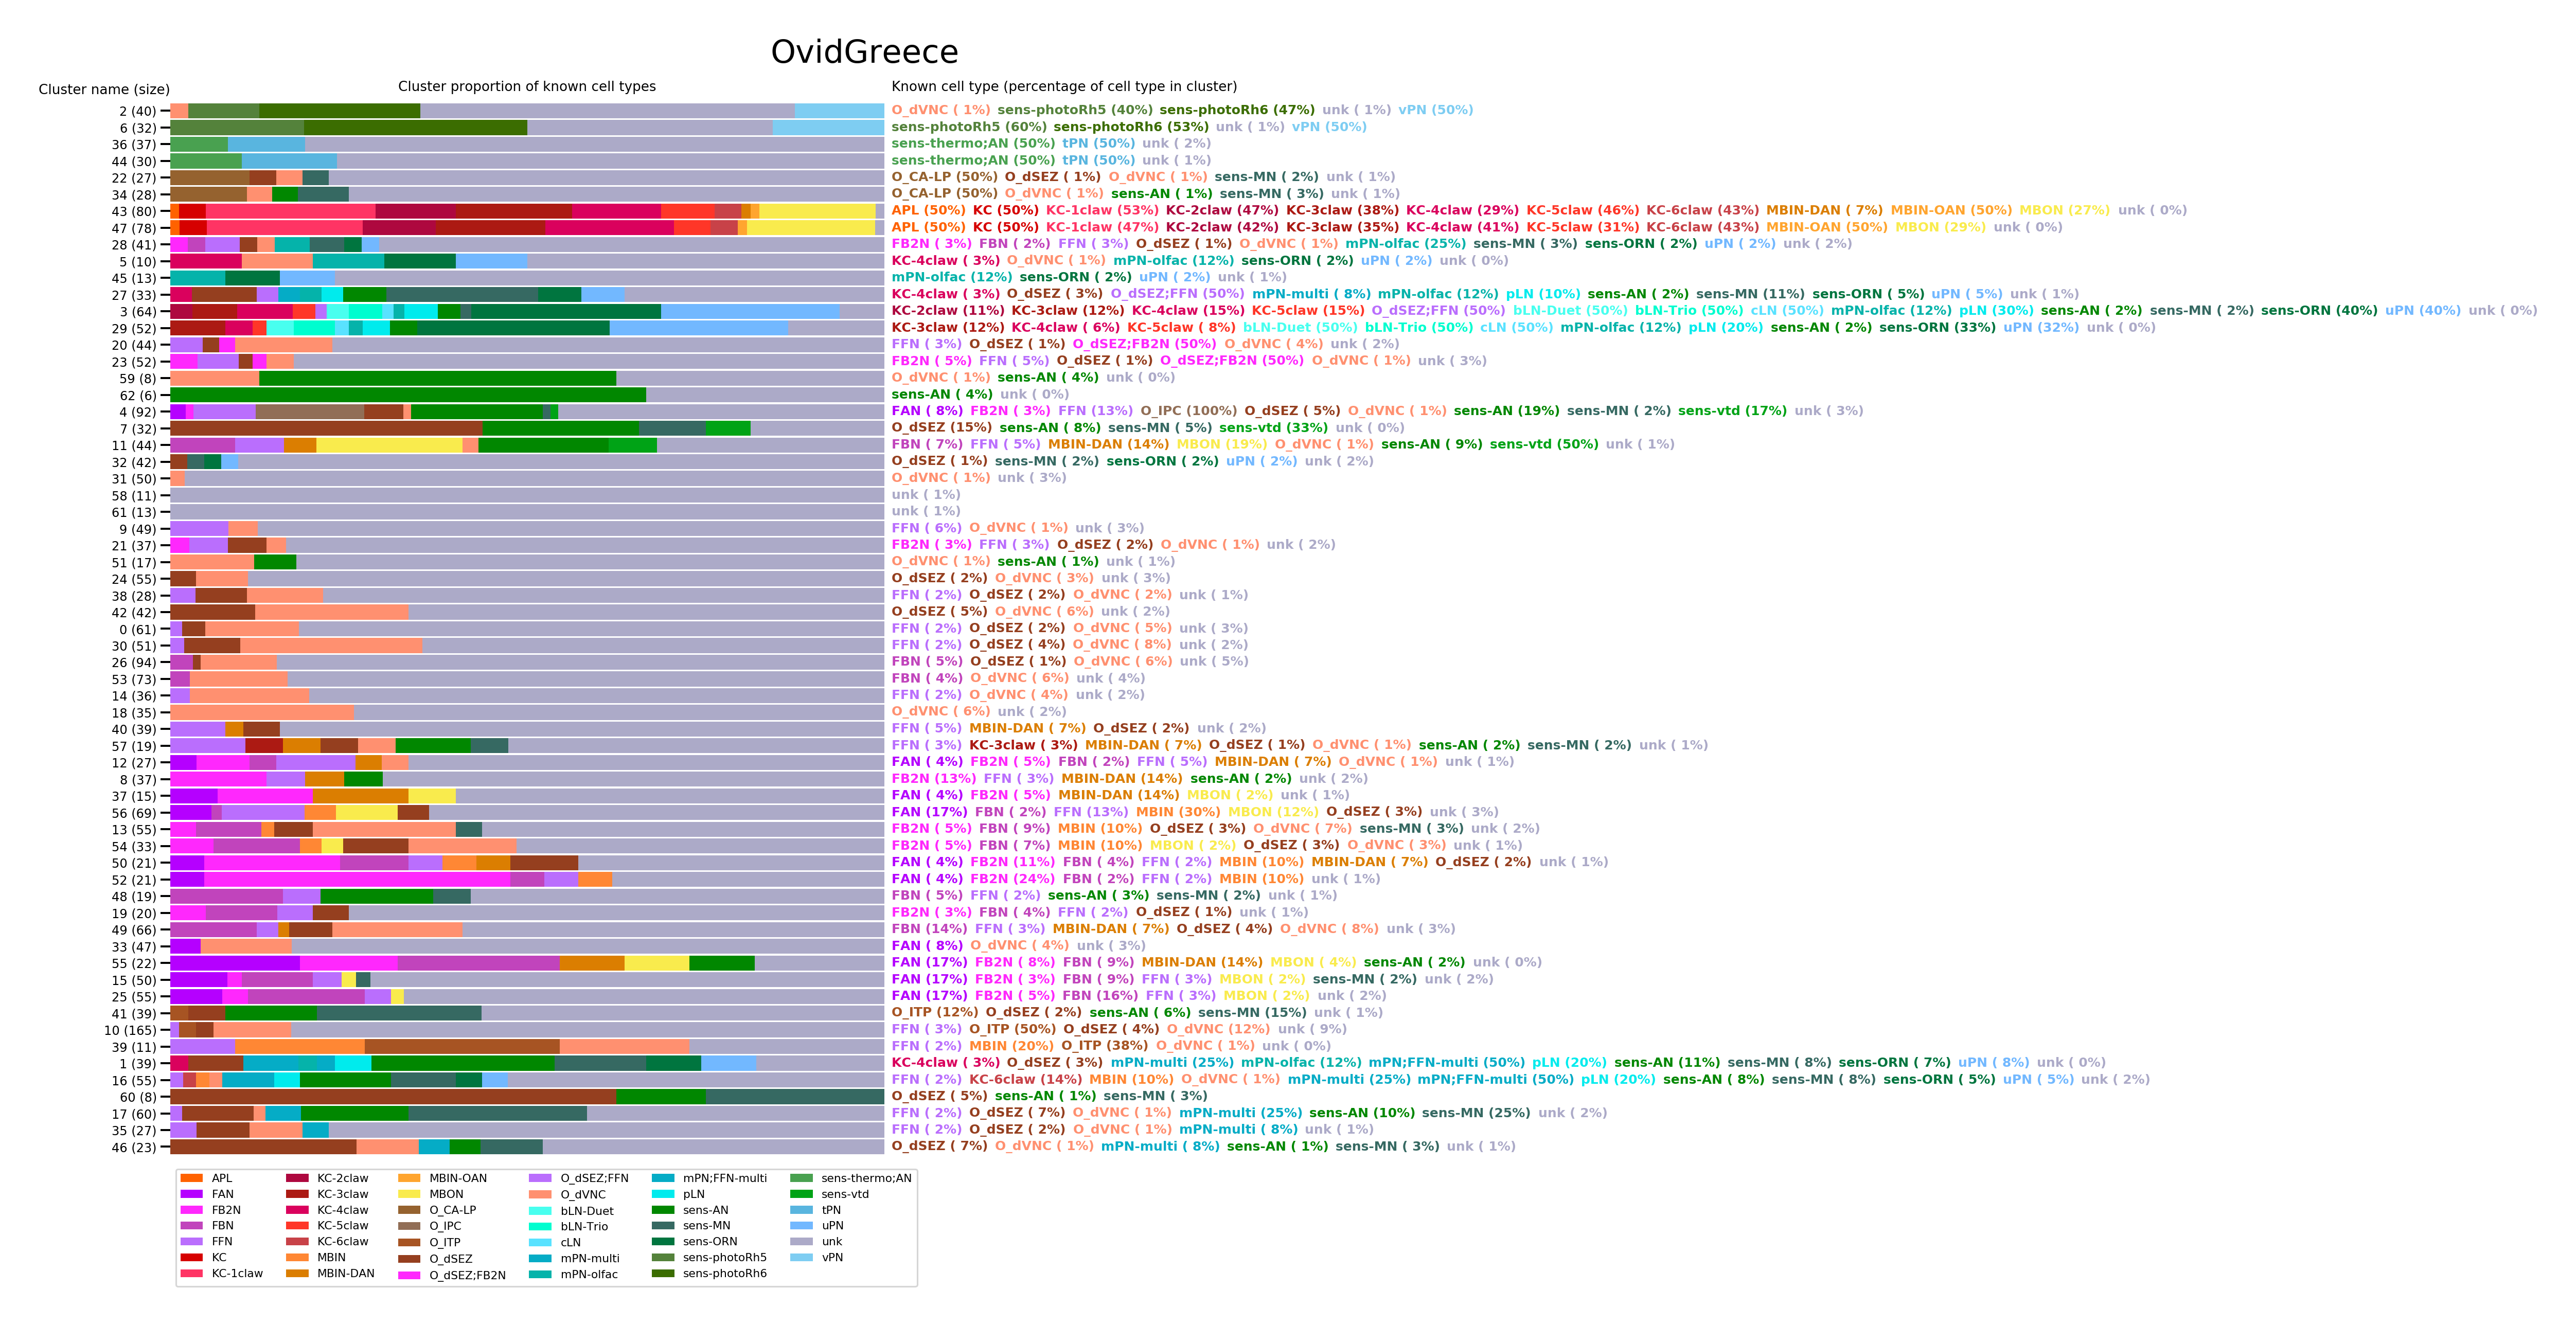 OvidGreece
Cluster name (size) Cluster proportion of known cell types Known cell type (percentage of cell type in cluster)
2 (40) O_dVNC ( 1%) sens-photoRh5 (40%) sens-photoRh6 (47%) unk ( 1%) vPN (50%)
6 (32) sens-photoRh5 (60%) sens-photoRh6 (53%) unk ( 1%) vPN (50%)
36 (37) sens-thermo;AN (50%) tPN (50%) unk ( 2%)
44 (30) sens-thermo;AN (50%) tPN (50%) unk ( 1%)
22 (27) O_CA-LP (50%) O_dSEZ ( 1%) O_dVNC ( 1%) sens-MN ( 2%) unk ( 1%)
34 (28) O_CA-LP (50%) O_dVNC ( 1%) sens-AN ( 1%) sens-MN ( 3%) unk ( 1%)
43 (80) APL (50%) KC (50%) KC-1claw (53%) KC-2claw (47%) KC-3claw (38%) KC-4claw (29%) KC-5claw (46%) KC-6claw (43%) MBIN-DAN ( 7%) MBIN-OAN (50%) MBON (27%) unk ( 0%)
47 (78) APL (50%) KC (50%) KC-1claw (47%) KC-2claw (42%) KC-3claw (35%) KC-4claw (41%) KC-5claw (31%) KC-6claw (43%) MBIN-OAN (50%) MBON (29%) unk ( 0%)
28 (41) FB2N ( 3%) FBN ( 2%) FFN ( 3%) O_dSEZ ( 1%) O_dVNC ( 1%) mPN-olfac (25%) sens-MN ( 3%) sens-ORN ( 2%) uPN ( 2%) unk ( 2%)
5 (10) KC-4claw ( 3%) O_dVNC ( 1%) mPN-olfac (12%) sens-ORN ( 2%) uPN ( 2%) unk ( 0%)
45 (13) mPN-olfac (12%) sens-ORN ( 2%) uPN ( 2%) unk ( 1%)
27 (33) KC-4claw ( 3%) O_dSEZ ( 3%) O_dSEZ;FFN (50%) mPN-multi ( 8%) mPN-olfac (12%) pLN (10%) sens-AN ( 2%) sens-MN (11%) sens-ORN ( 5%) uPN ( 5%) unk ( 1%)
3 (64) KC-2claw (11%) KC-3claw (12%) KC-4claw (15%) KC-5claw (15%) O_dSEZ;FFN (50%) bLN-Duet (50%) bLN-Trio (50%) cLN (50%) mPN-olfac (12%) pLN (30%) sens-AN ( 2%) sens-MN ( 2%) sens-ORN (40%) uPN (40%) unk ( 0%)
29 (52) KC-3claw (12%) KC-4claw ( 6%) KC-5claw ( 8%) bLN-Duet (50%) bLN-Trio (50%) cLN (50%) mPN-olfac (12%) pLN (20%) sens-AN ( 2%) sens-ORN (33%) uPN (32%) unk ( 0%)
20 (44) FFN ( 3%) O_dSEZ ( 1%) O_dSEZ;FB2N (50%) O_dVNC ( 4%) unk ( 2%)
23 (52) FB2N ( 5%) FFN ( 5%) O_dSEZ ( 1%) O_dSEZ;FB2N (50%) O_dVNC ( 1%) unk ( 3%)
59 (8) O_dVNC ( 1%) sens-AN ( 4%) unk ( 0%)
62 (6) sens-AN ( 4%) unk ( 0%)
4 (92) FAN ( 8%) FB2N ( 3%) FFN (13%) O_IPC (100%) O_dSEZ ( 5%) O_dVNC ( 1%) sens-AN (19%) sens-MN ( 2%) sens-vtd (17%) unk ( 3%)
7 (32) O_dSEZ (15%) sens-AN ( 8%) sens-MN ( 5%) sens-vtd (33%) unk ( 0%)
11 (44) FBN ( 7%) FFN ( 5%) MBIN-DAN (14%) MBON (19%) O_dVNC ( 1%) sens-AN ( 9%) sens-vtd (50%) unk ( 1%)
32 (42) O_dSEZ ( 1%) sens-MN ( 2%) sens-ORN ( 2%) uPN ( 2%) unk ( 2%)
31 (50) O_dVNC ( 1%) unk ( 3%)
58 (11) unk ( 1%)
61 (13) unk ( 1%)
9 (49) FFN ( 6%) O_dVNC ( 1%) unk ( 3%)
21 (37) FB2N ( 3%) FFN ( 3%) O_dSEZ ( 2%) O_dVNC ( 1%) unk ( 2%)
51 (17) O_dVNC ( 1%) sens-AN ( 1%) unk ( 1%)
24 (55) O_dSEZ ( 2%) O_dVNC ( 3%) unk ( 3%)
38 (28) FFN ( 2%) O_dSEZ ( 2%) O_dVNC ( 2%) unk ( 1%)
42 (42) O_dSEZ ( 5%) O_dVNC ( 6%) unk ( 2%)
0 (61) FFN ( 2%) O_dSEZ ( 2%) O_dVNC ( 5%) unk ( 3%)
30 (51) FFN ( 2%) O_dSEZ ( 4%) O_dVNC ( 8%) unk ( 2%)
26 (94) FBN ( 5%) O_dSEZ ( 1%) O_dVNC ( 6%) unk ( 5%)
53 (73) FBN ( 4%) O_dVNC ( 6%) unk ( 4%)
14 (36) FFN ( 2%) O_dVNC ( 4%) unk ( 2%)
18 (35) O_dVNC ( 6%) unk ( 2%)
40 (39) FFN ( 5%) MBIN-DAN ( 7%) O_dSEZ ( 2%) unk ( 2%)
57 (19) FFN ( 3%) KC-3claw ( 3%) MBIN-DAN ( 7%) O_dSEZ ( 1%) O_dVNC ( 1%) sens-AN ( 2%) sens-MN ( 2%) unk ( 1%)
12 (27) FAN ( 4%) FB2N ( 5%) FBN ( 2%) FFN ( 5%) MBIN-DAN ( 7%) O_dVNC ( 1%) unk ( 1%)
8 (37) FB2N (13%) FFN ( 3%) MBIN-DAN (14%) sens-AN ( 2%) unk ( 2%)
37 (15) FAN ( 4%) FB2N ( 5%) MBIN-DAN (14%) MBON ( 2%) unk ( 1%)
56 (69) FAN (17%) FBN ( 2%) FFN (13%) MBIN (30%) MBON (12%) O_dSEZ ( 3%) unk ( 3%)
13 (55) FB2N ( 5%) FBN ( 9%) MBIN (10%) O_dSEZ ( 3%) O_dVNC ( 7%) sens-MN ( 3%) unk ( 2%)
54 (33) FB2N ( 5%) FBN ( 7%) MBIN (10%) MBON ( 2%) O_dSEZ ( 3%) O_dVNC ( 3%) unk ( 1%)
50 (21) FAN ( 4%) FB2N (11%) FBN ( 4%) FFN ( 2%) MBIN (10%) MBIN-DAN ( 7%) O_dSEZ ( 2%) unk ( 1%)
52 (21) FAN ( 4%) FB2N (24%) FBN ( 2%) FFN ( 2%) MBIN (10%) unk ( 1%)
48 (19) FBN ( 5%) FFN ( 2%) sens-AN ( 3%) sens-MN ( 2%) unk ( 1%)
19 (20) FB2N ( 3%) FBN ( 4%) FFN ( 2%) O_dSEZ ( 1%) unk ( 1%)
49 (66) FBN (14%) FFN ( 3%) MBIN-DAN ( 7%) O_dSEZ ( 4%) O_dVNC ( 8%) unk ( 3%)
33 (47) FAN ( 8%) O_dVNC ( 4%) unk ( 3%)
55 (22) FAN (17%) FB2N ( 8%) FBN ( 9%) MBIN-DAN (14%) MBON ( 4%) sens-AN ( 2%) unk ( 0%)
15 (50) FAN (17%) FB2N ( 3%) FBN ( 9%) FFN ( 3%) MBON ( 2%) sens-MN ( 2%) unk ( 2%)
25 (55) FAN (17%) FB2N ( 5%) FBN (16%) FFN ( 3%) MBON ( 2%) unk ( 2%)
41 (39) O_ITP (12%) O_dSEZ ( 2%) sens-AN ( 6%) sens-MN (15%) unk ( 1%)
10 (165) FFN ( 3%) O_ITP (50%) O_dSEZ ( 4%) O_dVNC (12%) unk ( 9%)
39 (11) FFN ( 2%) MBIN (20%) O_ITP (38%) O_dVNC ( 1%) unk ( 0%)
1 (39) KC-4claw ( 3%) O_dSEZ ( 3%) mPN-multi (25%) mPN-olfac (12%) mPN;FFN-multi (50%) pLN (20%) sens-AN (11%) sens-MN ( 8%) sens-ORN ( 7%) uPN ( 8%) unk ( 0%)
16 (55) FFN ( 2%) KC-6claw (14%) MBIN (10%) O_dVNC ( 1%) mPN-multi (25%) mPN;FFN-multi (50%) pLN (20%) sens-AN ( 8%) sens-MN ( 8%) sens-ORN ( 5%) uPN ( 5%) unk ( 2%)
60 (8) O_dSEZ ( 5%) sens-AN ( 1%) sens-MN ( 3%)
17 (60) FFN ( 2%) O_dSEZ ( 7%) O_dVNC ( 1%) mPN-multi (25%) sens-AN (10%) sens-MN (25%) unk ( 2%)
35 (27) FFN ( 2%) O_dSEZ ( 2%) O_dVNC ( 1%) mPN-multi ( 8%) unk ( 1%)
46 (23) O_dSEZ ( 7%) O_dVNC ( 1%) mPN-multi ( 8%) sens-AN ( 1%) sens-MN ( 3%) unk ( 1%)
APL KC-2claw MBIN-OAN O_dSEZ;FFN mPN;FFN-multi sens-thermo;AN
FAN KC-3claw MBON O_dVNC pLN sens-vtd
FB2N KC-4claw O_CA-LP bLN-Duet sens-AN tPN
FBN KC-5claw O_IPC bLN-Trio sens-MN uPN
FFN KC-6claw O_ITP cLN sens-ORN unk
KC MBIN O_dSEZ mPN-multi sens-photoRh5 vPN
KC-1claw MBIN-DAN O_dSEZ;FB2N mPN-olfac sens-photoRh6